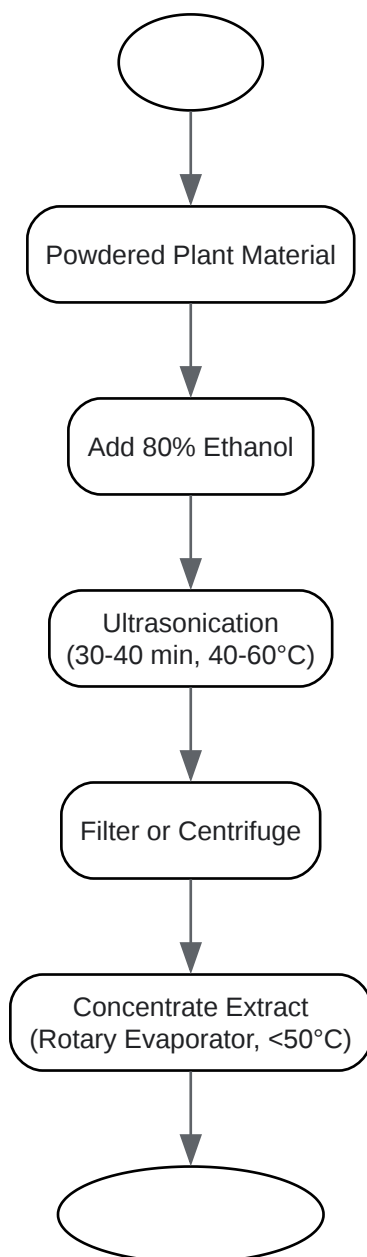 Powdered Plant Material
Add 80% Ethanol
Ultrasonication
(30-40 min, 40-60°C)
Filter or Centrifuge
Concentrate Extract
(Rotary Evaporator, <50°C)